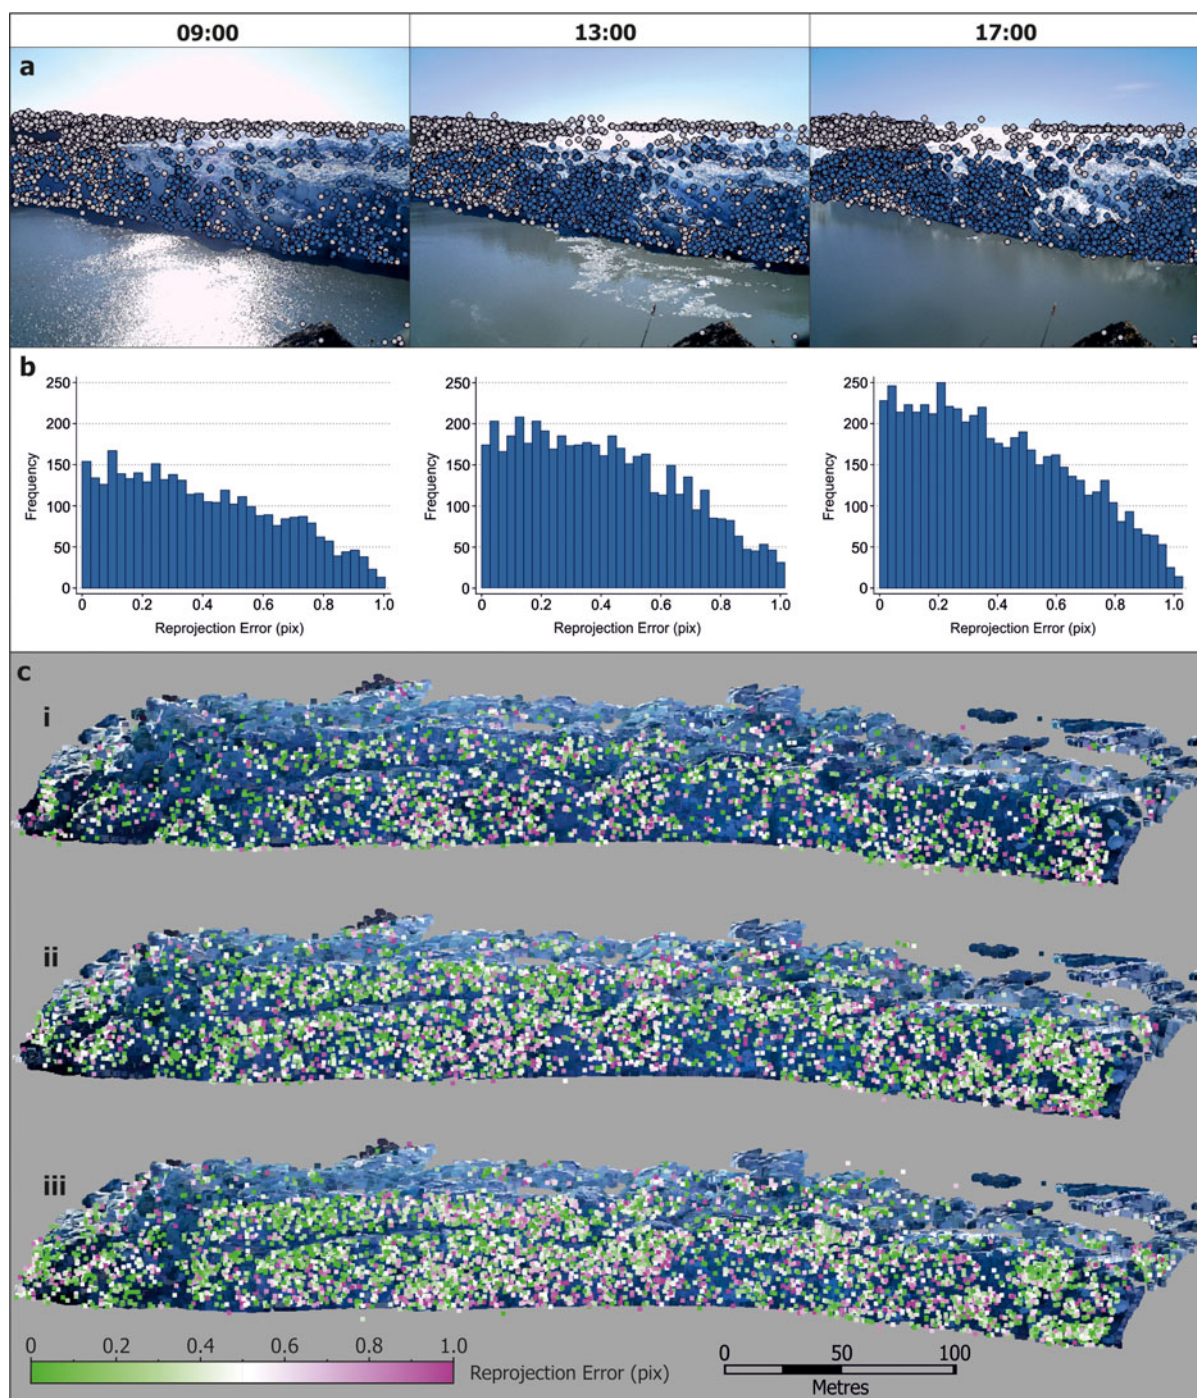 09:00 13:00 17:00
a
b
250 250 250
200 200 200
150 150 150
100 100 100
50 50 50
0 0 0
Frequency Frequency Frequency
0 0.2 0.4 0.6 0.8 1.0 0 0.2 0.4 0.6 0.8 1.0 0 0.2 0.4 0.6 0.8 1.0
Reprojection Error (pix) Reprojection Error (pix) Reprojection Error (pix)
c
i
ii
iii
0 0.2 0.4 0.6 0.8 1.0
Reprojection Error (pix)
0 50 100
Metres